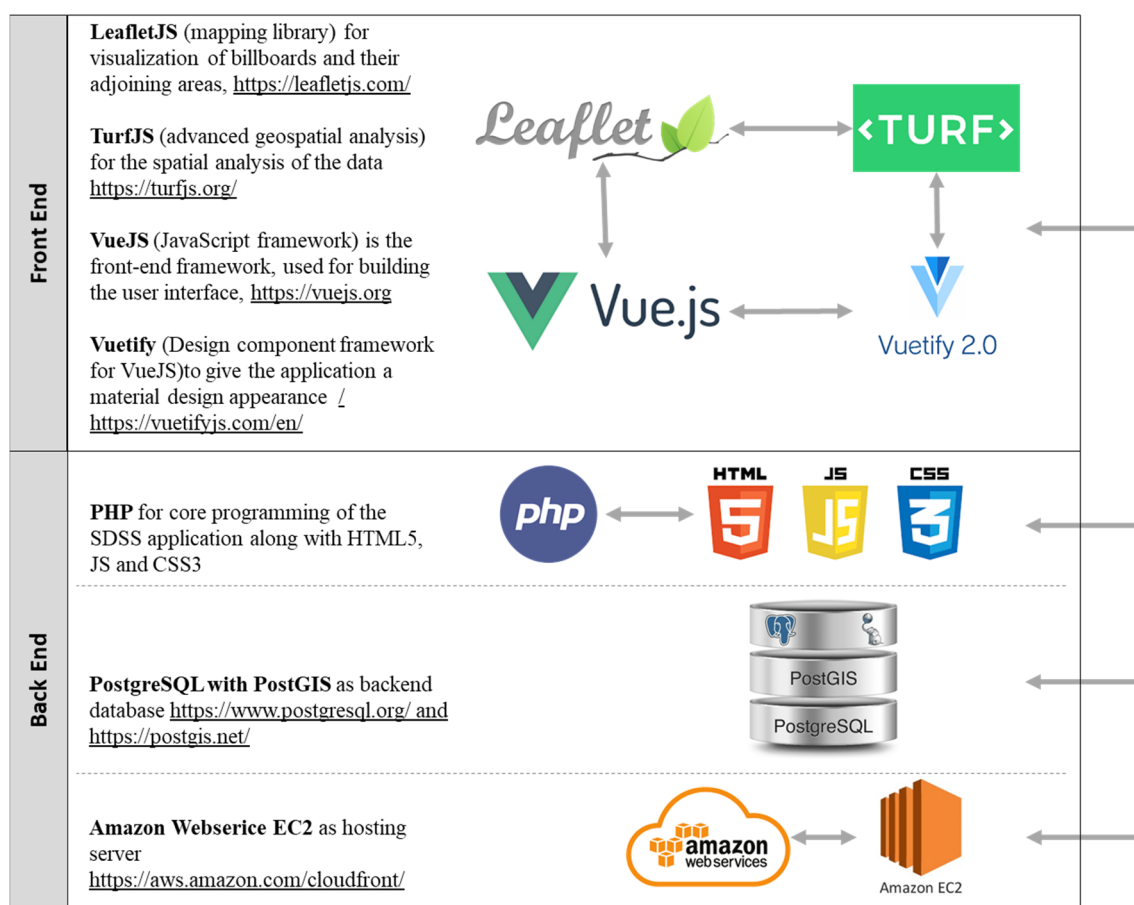 Front End
LeafletJS (mapping library) for
visualization of billboards and their
adjoining areas, https://leafletjs.com/
TurfJS (advanced geospatial analysis)
for the spatial analysis of the data
https://turfjs.org/
VueJS (JavaScript framework) is the
front-end framework, used for building
the user interface, https://vuejs.org
Vuetify (Design component framework
for VueJS)to give the application a
material design appearance /
https://vuetifyjs.com/en/
Leaflet
<TURF>
Vue.js
Vuetify 2.0
Back End
PHP for core programming of the
SDSS application along with HTML5,
JS and CSS3
php
HTML
5
JS
JS
CSS
3
PostgreSQL with PostGIS as backend
database https://www.postgresql.org/ and
https://postgis.net/
PostGIS
PostgreSQL
Amazon Webserice EC2 as hosting
server
https://aws.amazon.com/cloudfront/
amazon
webservices
Amazon EC2